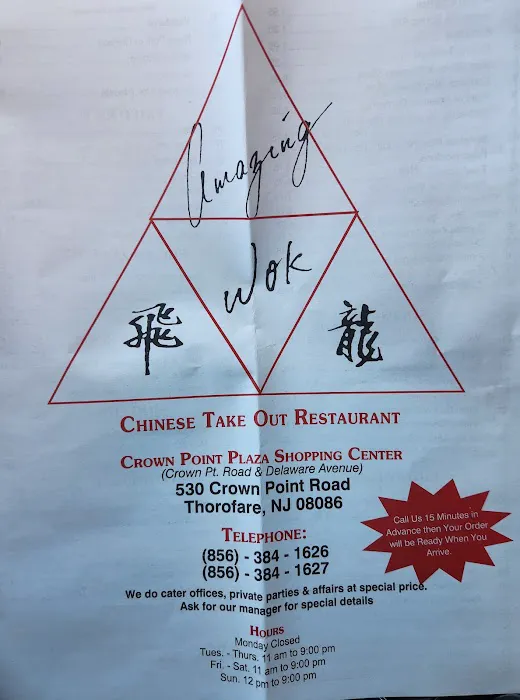 Amazing
Wok
飛 龍
CHINESE TAKE OUT RESTAURANT
CROWN POINT PLAZA SHOPPING CENTER
(Crown Pt. Road & Delaware Avenue)
530 Crown Point Road
Thorofare, NJ 08086
TELEPHONE:
(856) - 384 - 1626
(856) - 384 - 1627
Call Us 15 Minutes in
Advance then Your Order
will be Ready When You
Arrive.
We do cater offices, private parties & affairs at special price.
Ask for our manager for special details
HOURS
Monday Closed
Tues. - Thurs. 11 am to 9:00 pm
Fri. - Sat. 11 am to 9:00 pm
Sun. 12 pm to 9:00 pm